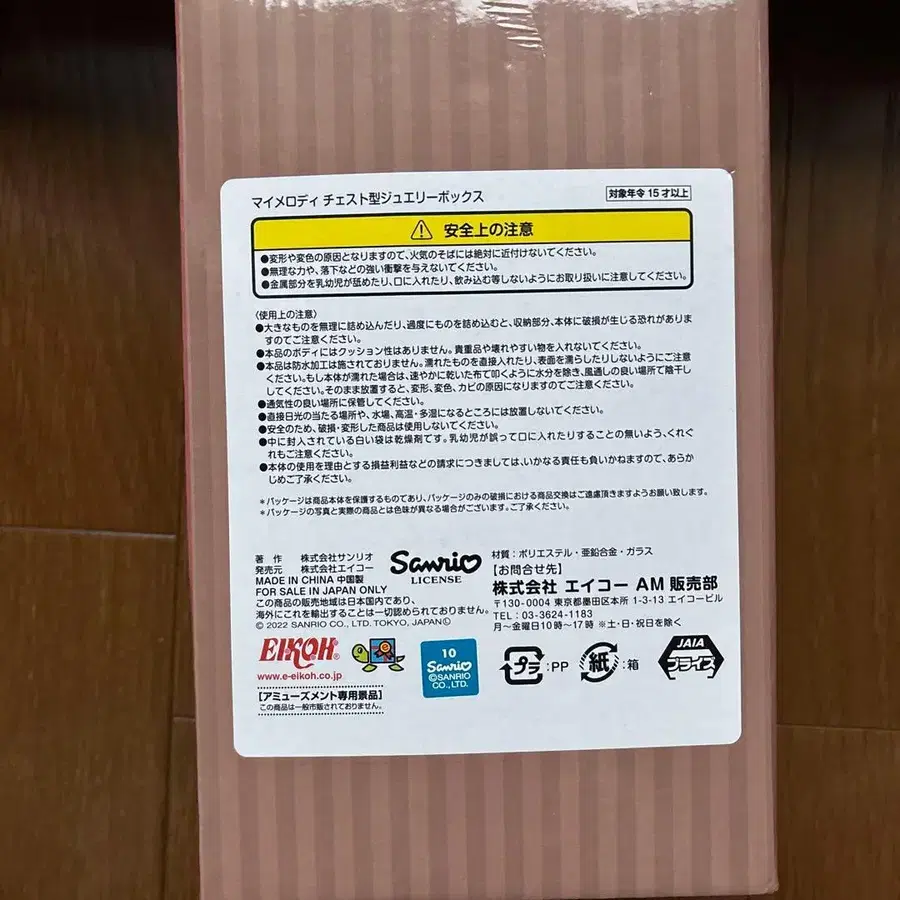 マイメロディ チェスト型ジュエリーボックス
対象年令 15才以上
安全上の注意
●変形や変色の原因となりますので、火気のそばには絶対に近付けないでください。
●無理な力や、落下などの強い衝撃を与えないでください。
●金属部分を乳幼児が舐めたり、口に入れたり、飲み込む等しないようにお取り扱いに注意してください。
〈使用上の注意〉
●大きなものを無理に詰め込んだり、過度にものを詰め込むと、収納部分、本体に破損が生じる恐れがありま
すのでご注意ください。
●本品のボディにはクッション性はありません。貴重品や壊れやすい物を入れないでください。
●本品は防水加工は施されておりません。濡れたものを直接入れたり、表面を濡らしたりしないようにご注意
ください。もし本体が濡れた場合は、速やかに乾いた布で叩くように水分を除き、風通しの良い場所で陰干し
してください。そのまま放置すると、変形、変色、カビの原因になりますのでご注意ください。
●通気性の良い場所に保管してください。
●直接日光の当たる場所や、水場、高温・多湿になるところには放置しないでください。
●安全のため、破損・変形した商品は使用しないでください。
●中に封入されている白い袋は乾燥剤です。乳幼児が誤って口に入れたりすることの無いよう、くれぐ
れもご注意ください。
●本体の使用を理由とする損益利益などの請求につきましては、いかなる責任も負いかねますので、あらか
じめご了承ください。
＊パッケージは商品本体を保護するものであり、パッケージのみの破損における商品交換はご遠慮頂きますようお願い致します。
＊パッケージの写真と実際の商品とは色味が異なる場合がございます。ご了承ください。
著 作 株式会社サンリオ
発売元 株式会社エイコー
MADE IN CHINA 中国製
FOR SALE IN JAPAN ONLY
この商品の販売地域は日本国内であり、
海外にこれを輸出することは一切認められておりません。
© 2022 SANRIO CO., LTD. TOKYO, JAPAN Ⓛ
Sanrio
LICENSE
材質：ポリエステル・亜鉛合金・ガラス
【お問合せ先】
株式会社 エイコー AM 販売部
〒130-0004 東京都墨田区本所 1-3-13 エイコービル
TEL：03-3624-1183
月〜金曜日10時〜17時 ※土・日・祝日を除く
EIKOH®
www.e-eikoh.co.jp
[アミューズメント専用景品]
この商品は一般市販されておりません。
10
Sanrio
©SANRIO
CO., LTD.
プラ：PP
紙：箱
JAIA
プライズ